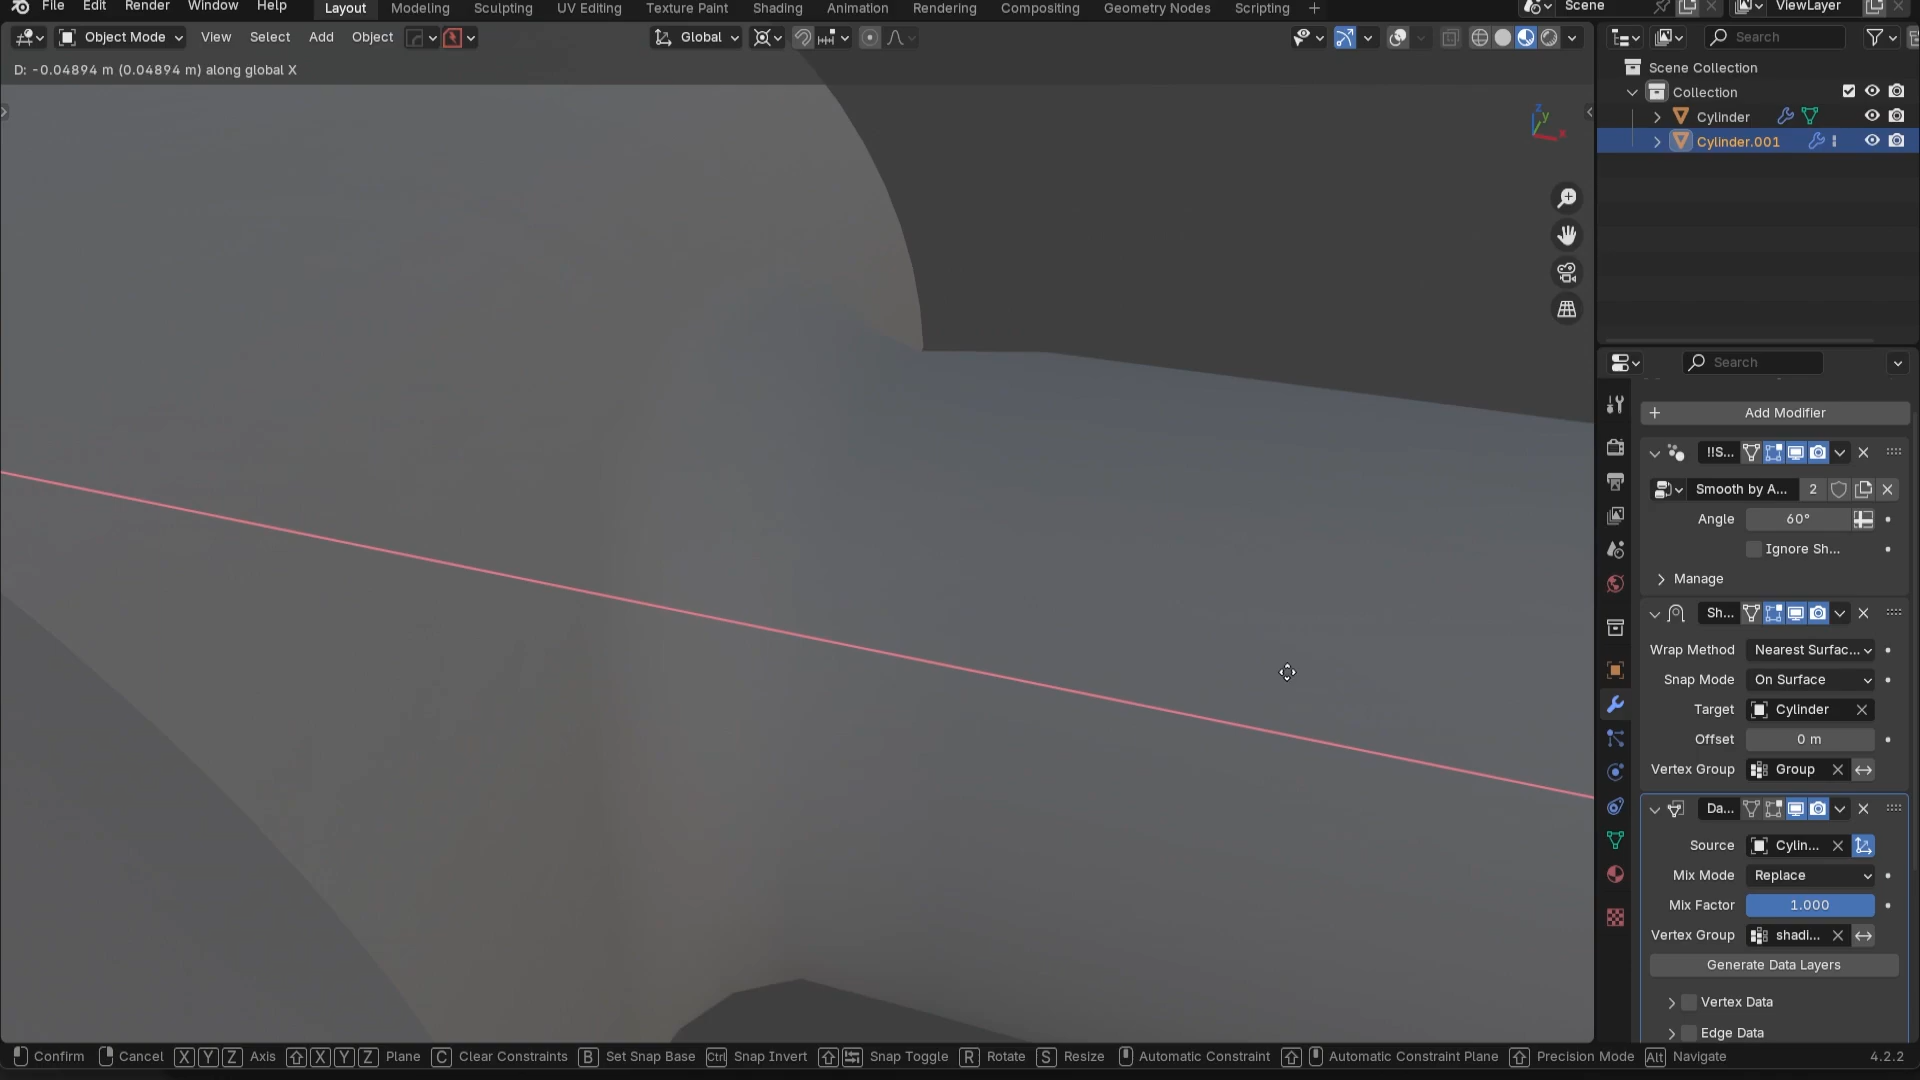 File Edit Render Window Help Layout Modeling Sculpting UV Editing Texture Paint Shading Animation Rendering Compositing Geometry Nodes Scripting + Scene ViewLayer
Object Mode View Select Add Object Global Search
D: -0.04894 m (0.04894 m) along global X
Scene Collection
Collection
Cylinder
Cylinder.001
z
y
x
Search
+ Add Modifier
!!S...
Smooth by A... 2
Angle 60°
Ignore Sh...
Manage
Sh...
Wrap Method Nearest Surfac...
Snap Mode On Surface
Target Cylinder
Offset 0 m
Vertex Group Group
Da...
Source Cylin...
Mix Mode Replace
Mix Factor 1.000
Vertex Group shadi...
Generate Data Layers
Vertex Data
Edge Data
Confirm Cancel X Y Z Axis X Y Z Plane C Clear Constraints B Set Snap Base Ctrl Snap Invert Snap Toggle R Rotate S Resize Automatic Constraint Automatic Constraint Plane Precision Mode Alt Navigate 4.2.2